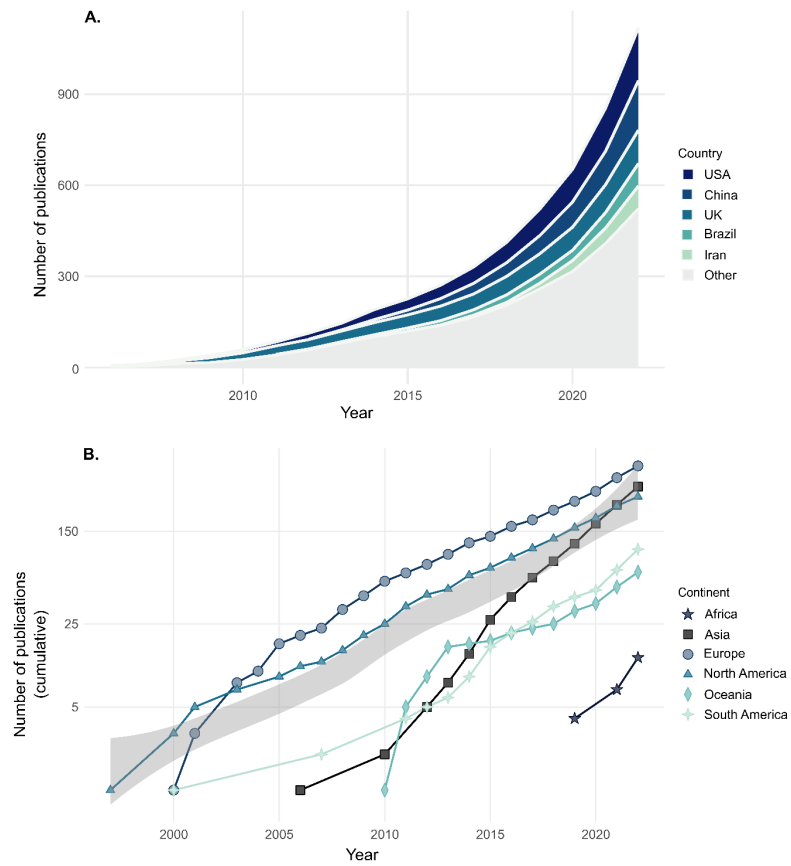 A.
Number of publications
900
600
300
0
2010
2015
2020
Year
Country
USA
China
UK
Brazil
Iran
Other
B.
Number of publications
(cumulative)
150
25
5
2000
2005
2010
2015
2020
Year
Continent
Africa
Asia
Europe
North America
Oceania
South America